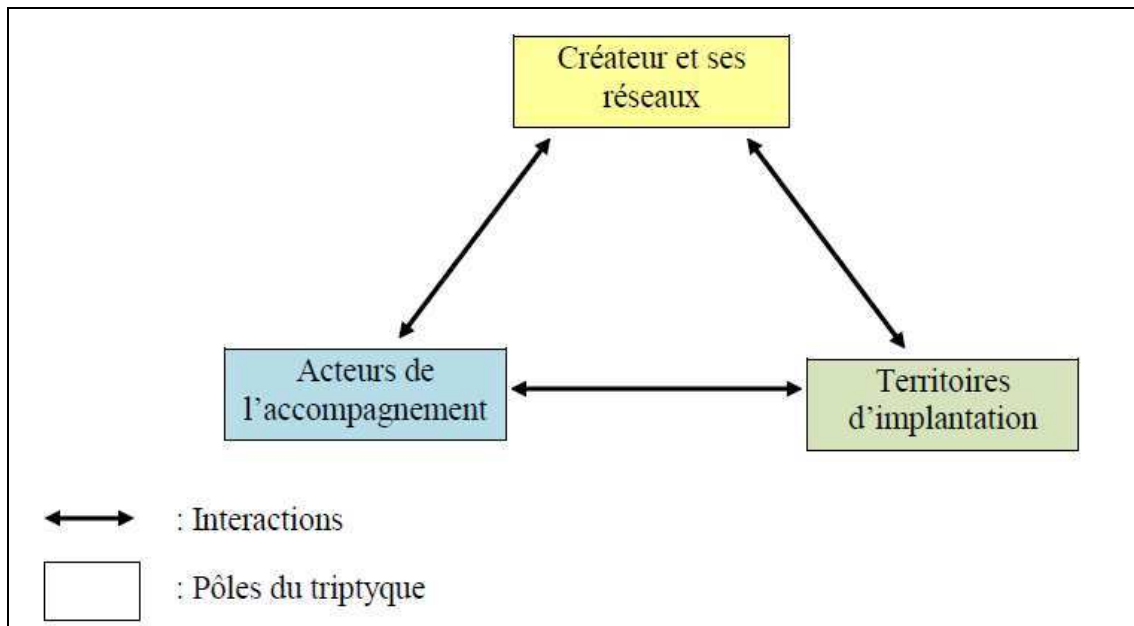 Créateur et ses
réseaux
Acteurs de
l’accompagnement
Territoires
d’implantation
: Interactions
: Pôles du triptyque